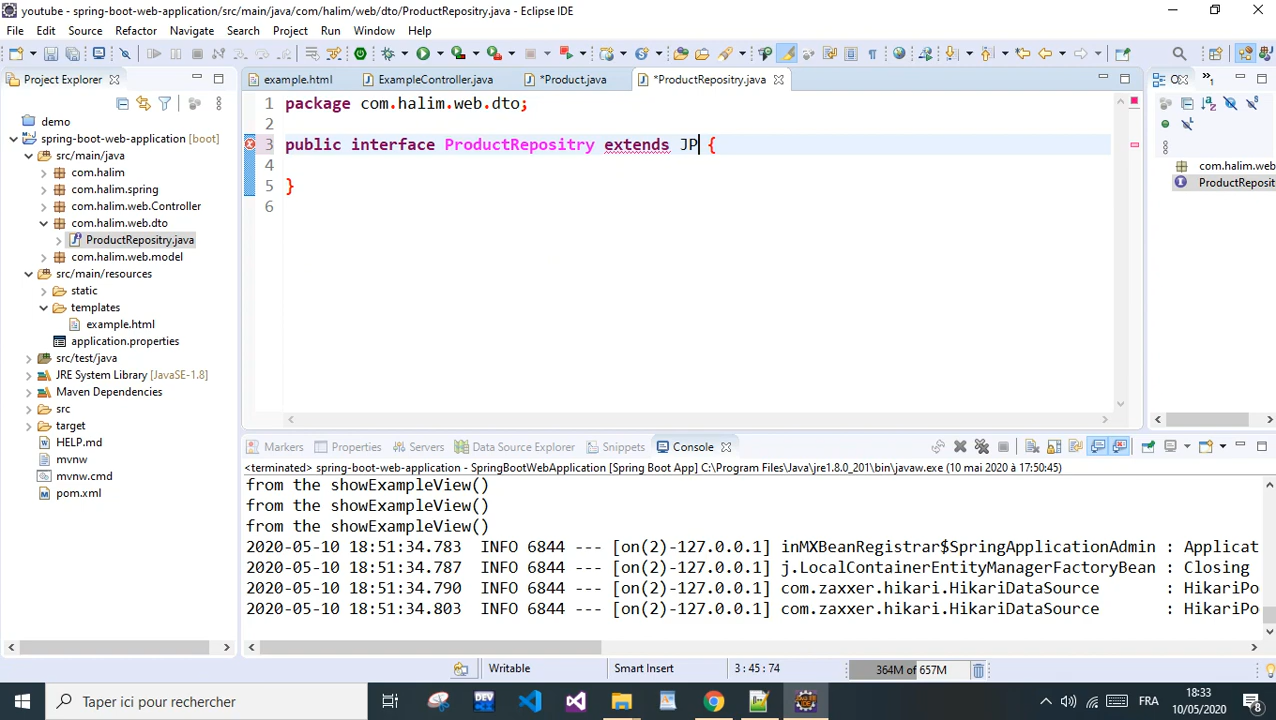 youtube - spring-boot-web-application/src/main/java/com/halim/web/dto/ProductRepositry.java - Eclipse IDE
File Edit Source Refactor Navigate Search Project Run Window Help
Project Explorer
example.html ExampleController.java *Product.java *ProductRepositry.java
demo
spring-boot-web-application [boot]
src/main/java
com.halim
com.halim.spring
com.halim.web.Controller
com.halim.web.dto
ProductRepositry.java
com.halim.web.model
src/main/resources
static
templates
example.html
application.properties
src/test/java
JRE System Library [JavaSE-1.8]
Maven Dependencies
src
target
HELP.md
mvnw
mvnw.cmd
pom.xml
1 package com.halim.web.dto;
2
3 public interface ProductRepositry extends JP {
4
5 }
6
com.halim.web
ProductReposit
Markers Properties Servers Data Source Explorer Snippets Console
<terminated> spring-boot-web-application - SpringBootWebApplication [Spring Boot App] C:\Program Files\Java\jre1.8.0_201\bin\javaw.exe (10 mai 2020 à 17:50:45)
from the showExampleView()
from the showExampleView()
from the showExampleView()
2020-05-10 18:51:34.783 INFO 6844 --- [on(2)-127.0.0.1] inMXBeanRegistrar$SpringApplicationAdmin : Applicat
2020-05-10 18:51:34.787 INFO 6844 --- [on(2)-127.0.0.1] j.LocalContainerEntityManagerFactoryBean : Closing
2020-05-10 18:51:34.790 INFO 6844 --- [on(2)-127.0.0.1] com.zaxxer.hikari.HikariDataSource : HikariPo
2020-05-10 18:51:34.803 INFO 6844 --- [on(2)-127.0.0.1] com.zaxxer.hikari.HikariDataSource : HikariPo
Writable Smart Insert 3 : 45 : 74 364M of 657M
Taper ici pour rechercher
FRA
18:33
10/05/2020
8